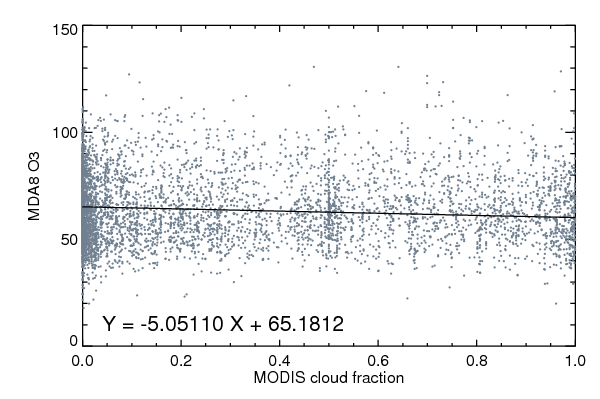 150
100
50
0
MDA8 O3
Y = -5.05110 X + 65.1812
0.0 0.2 0.4 0.6 0.8 1.0
MODIS cloud fraction